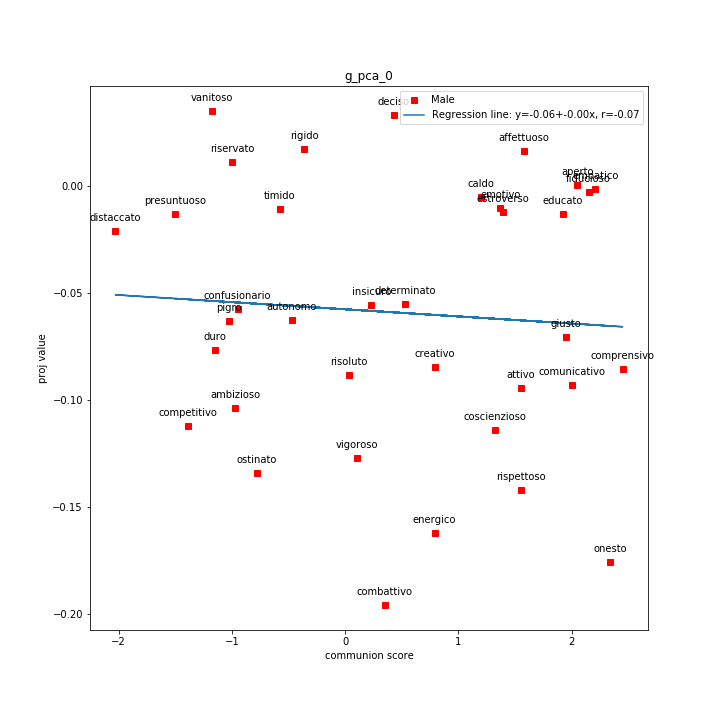 g_pca_0
vanitoso
deciso
Male
Regression line: y=-0.06+-0.00x, r=-0.07
rigido
affettuoso
riservato
aperto
fiducioso
caldo
emotivo
estroverso
timido
educato
presuntuoso
distaccato
0.00
−0.05
−0.10
−0.15
−0.20
proj value
confusionario
insicuro
determinato
pigro
autonomo
giusto
duro
risoluto
creativo
comprensivo
attivo
comunicativo
ambizioso
competitivo
coscienzioso
vigoroso
ostinato
rispettoso
energico
onesto
combattivo
−2
−1
0
1
2
communion score